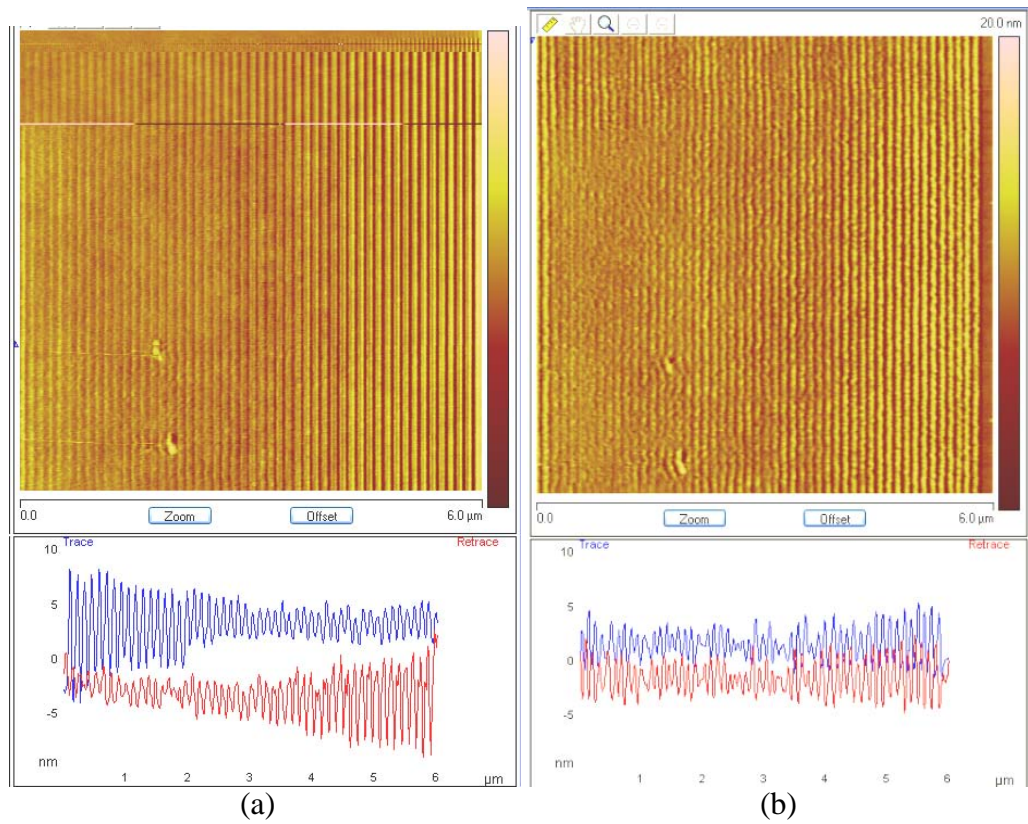 20.0 nm
0.0 Zoom Offset 6.0 µm
0.0 Zoom Offset 6.0 µm
Trace Retrace
10
5
0
-5
nm
1 2 3 4 5 6 µm
Trace Retrace
10
5
0
-5
nm
1 2 3 4 5 6 µm
(a) (b)